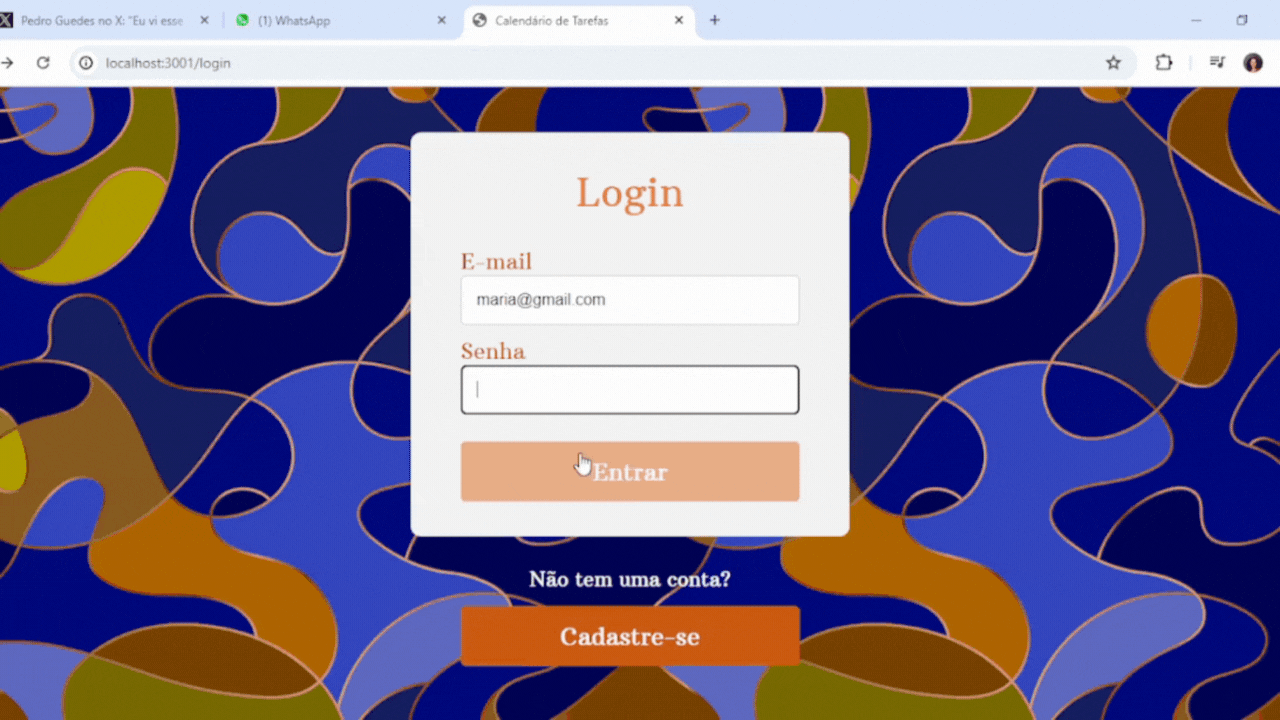 Pedro Guedes no X: "Eu vi esse
(1) WhatsApp
Calendário de Tarefas
localhost:3001/login
Login
E-mail
maria@gmail.com
Senha
Entrar
Não tem uma conta?
Cadastre-se